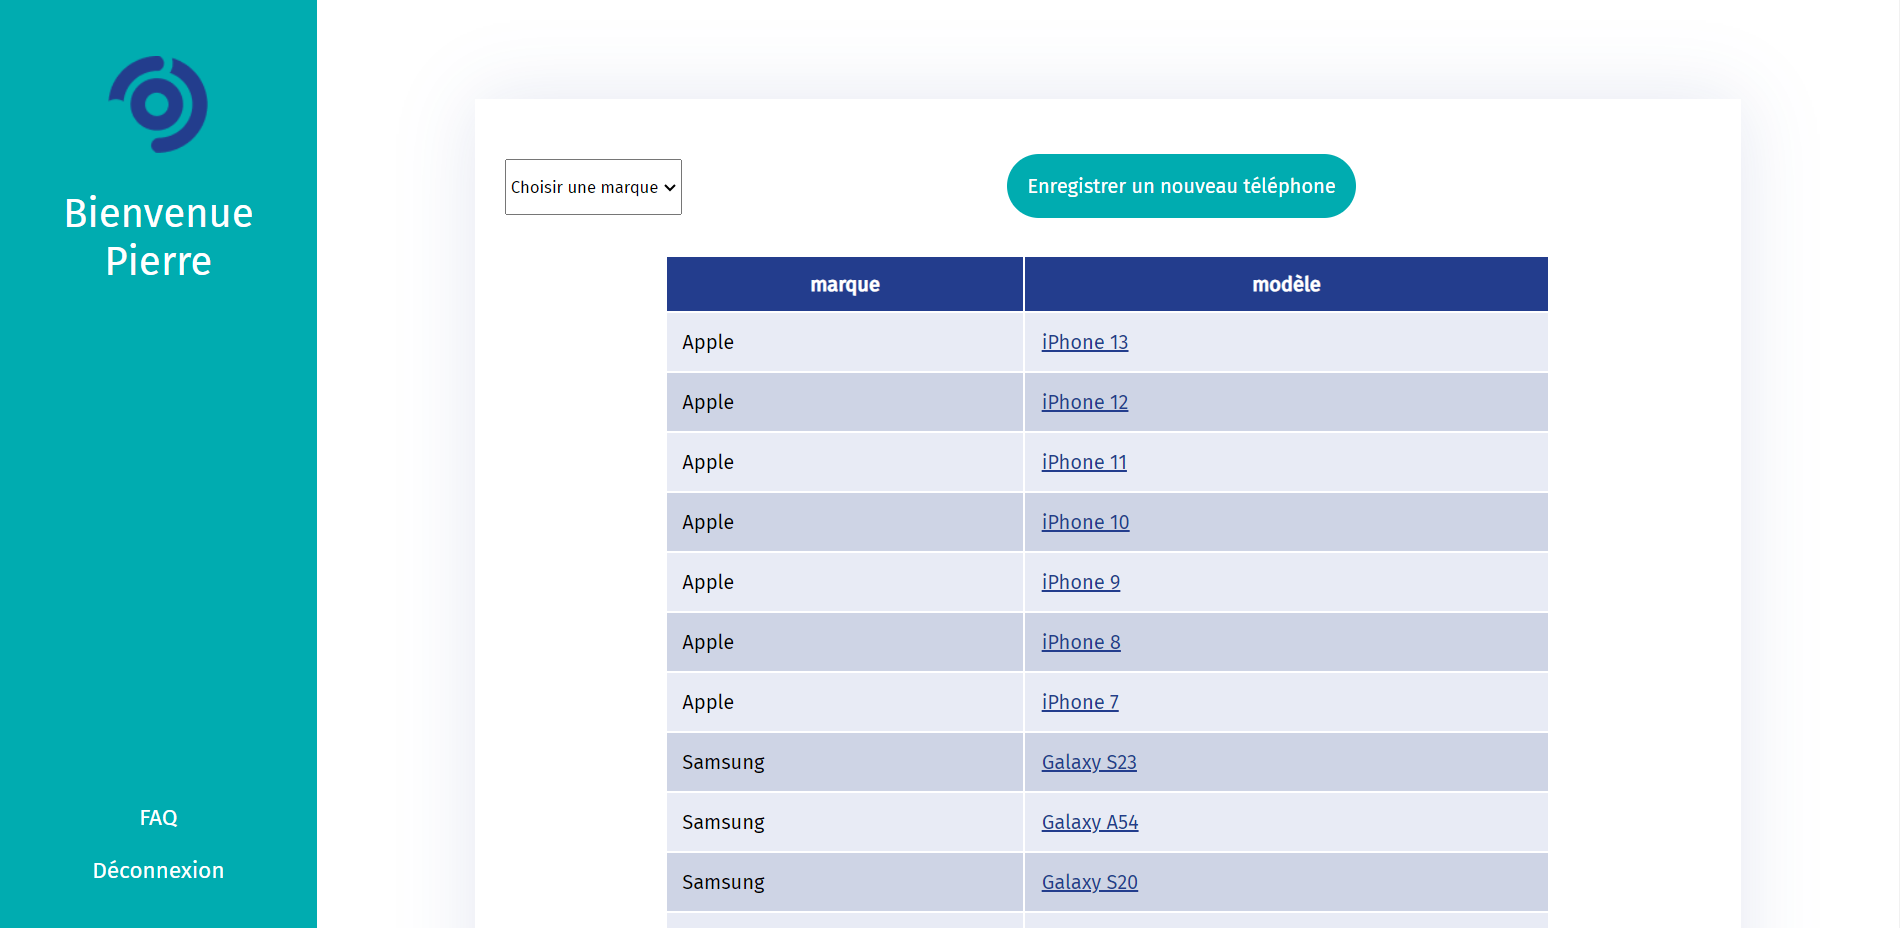 Bienvenue
Pierre
FAQ
Déconnexion
Choisir une marque
Enregistrer un nouveau téléphone
marque modèle
Apple iPhone 13
Apple iPhone 12
Apple iPhone 11
Apple iPhone 10
Apple iPhone 9
Apple iPhone 8
Apple iPhone 7
Samsung Galaxy S23
Samsung Galaxy A54
Samsung Galaxy S20